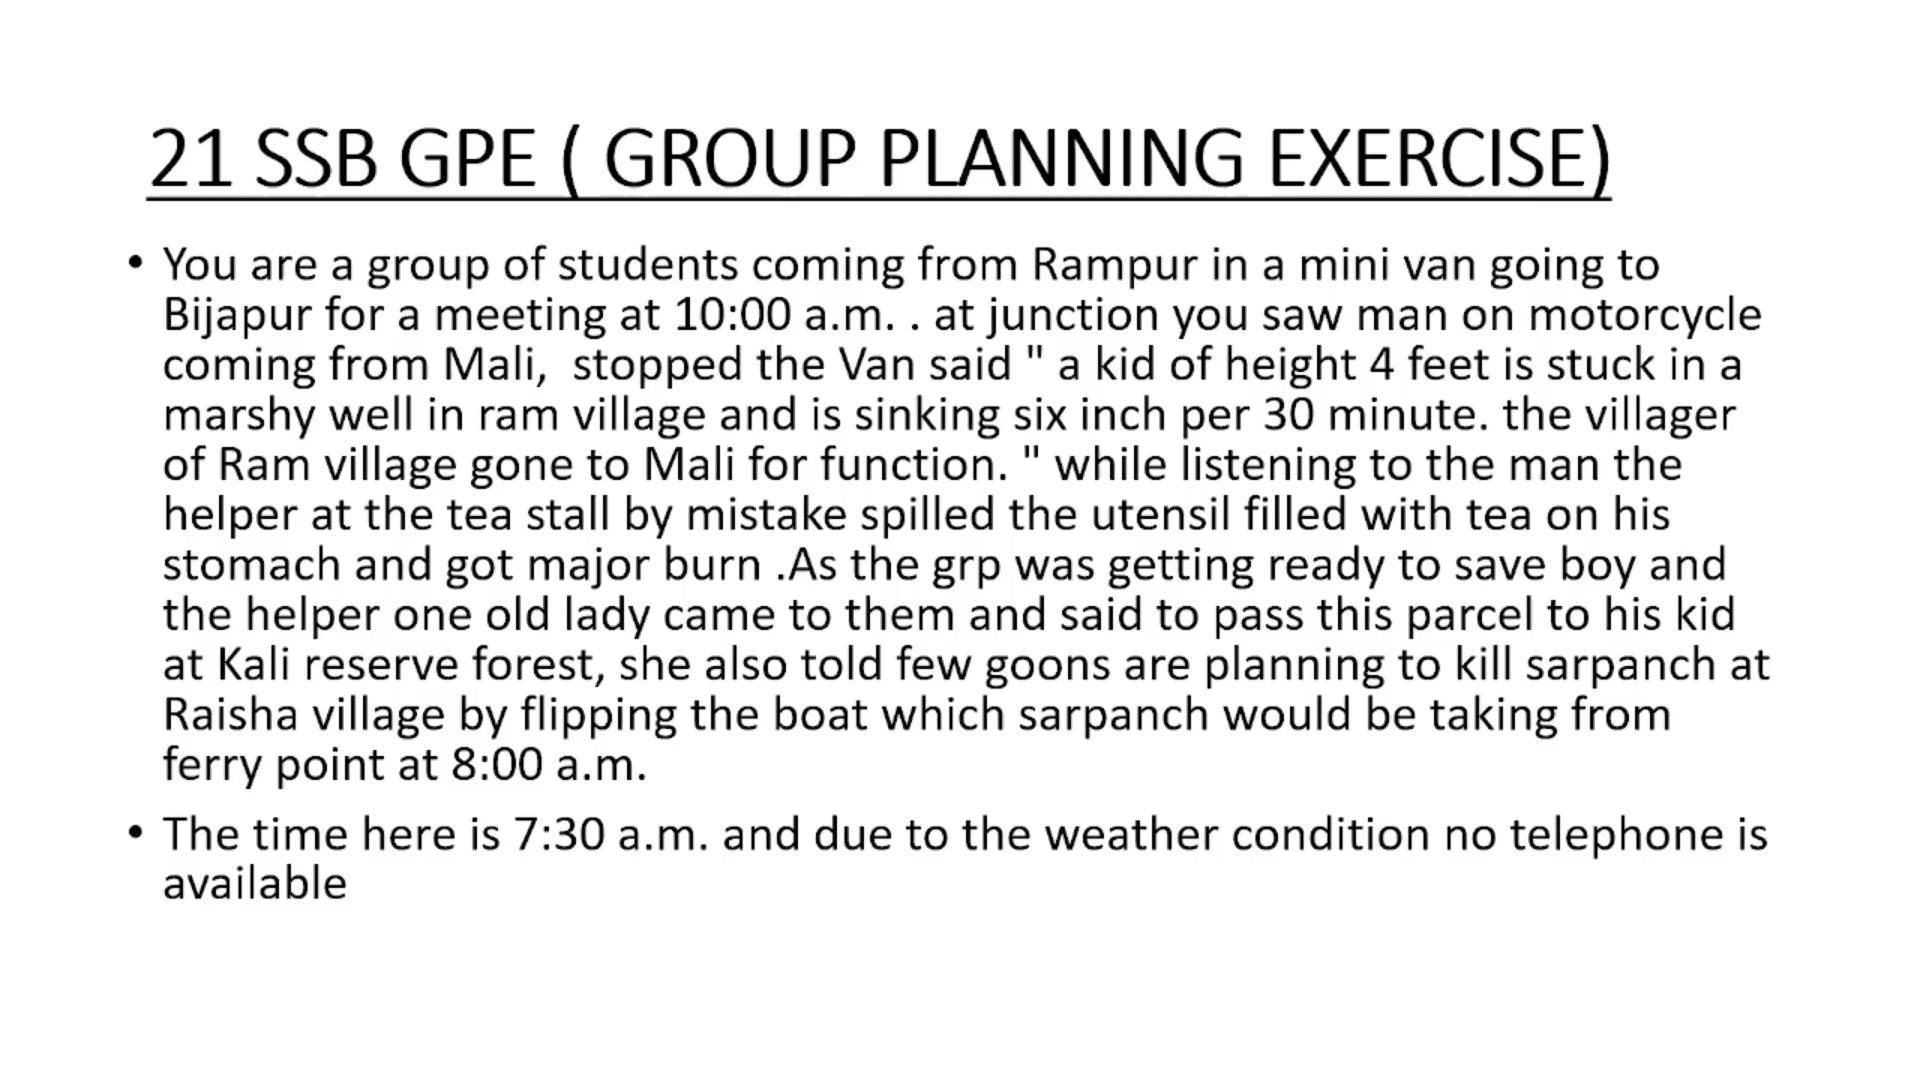 21 SSB GPE ( GROUP PLANNING EXERCISE)
• You are a group of students coming from Rampur in a mini van going to
Bijapur for a meeting at 10:00 a.m. . at junction you saw man on motorcycle
coming from Mali,  stopped the Van said " a kid of height 4 feet is stuck in a
marshy well in ram village and is sinking six inch per 30 minute. the villager
of Ram village gone to Mali for function. " while listening to the man the
helper at the tea stall by mistake spilled the utensil filled with tea on his
stomach and got major burn .As the grp was getting ready to save boy and
the helper one old lady came to them and said to pass this parcel to his kid
at Kali reserve forest, she also told few goons are planning to kill sarpanch at
Raisha village by flipping the boat which sarpanch would be taking from
ferry point at 8:00 a.m.
• The time here is 7:30 a.m. and due to the weather condition no telephone is
available